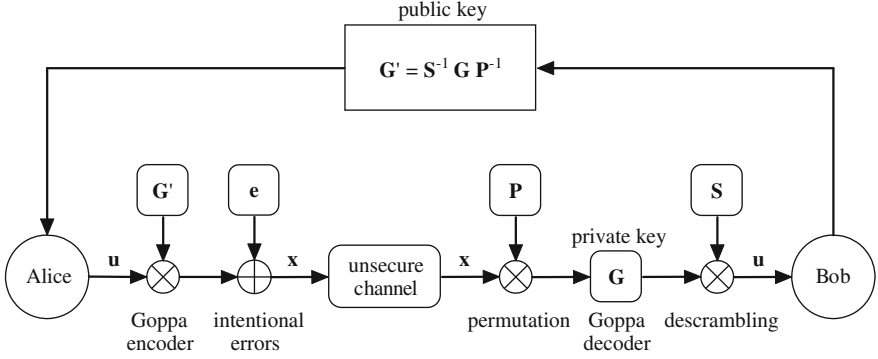 public key
G' = S⁻¹ G P⁻¹
G'
e
P
S
private key
Alice
u
x
unsecure
channel
x
G
u
Bob
Goppa
encoder
intentional
errors
permutation
Goppa
decoder
descrambling